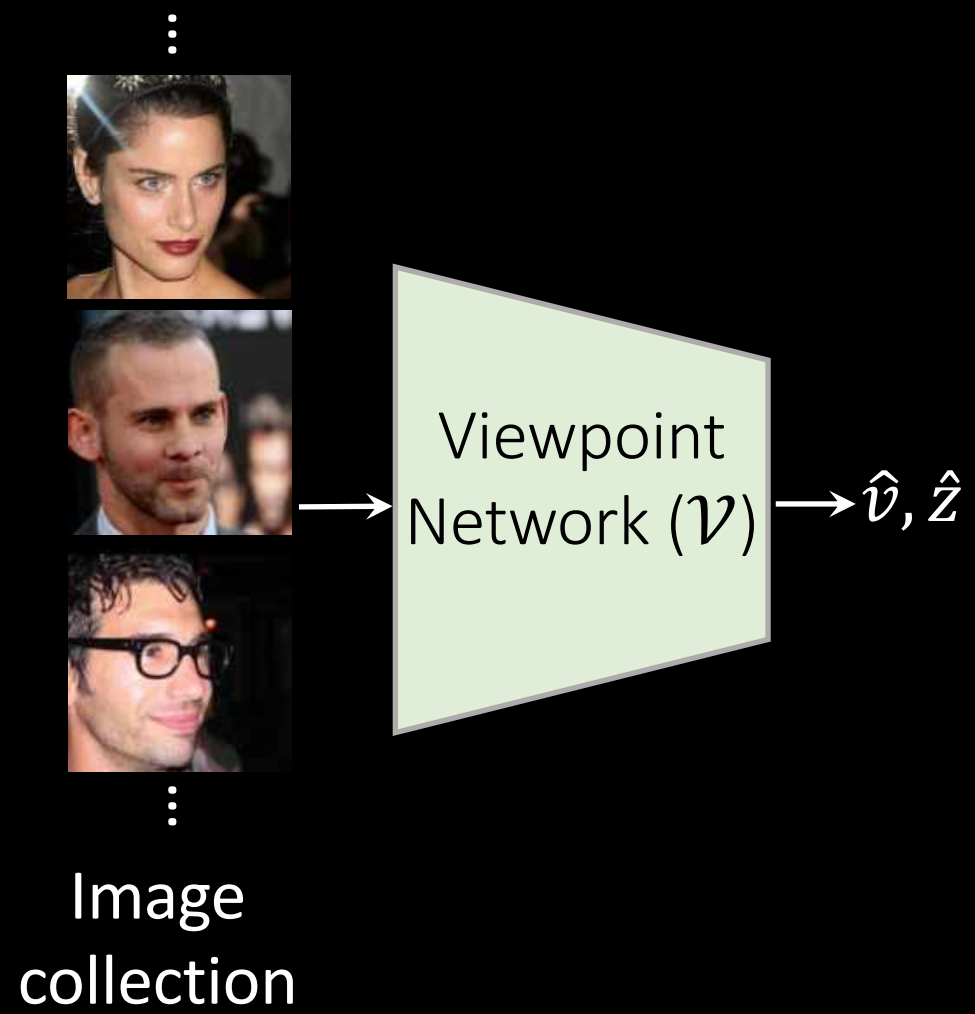 Viewpoint
Network (𝒱)
v̂, ẑ
Image
collection